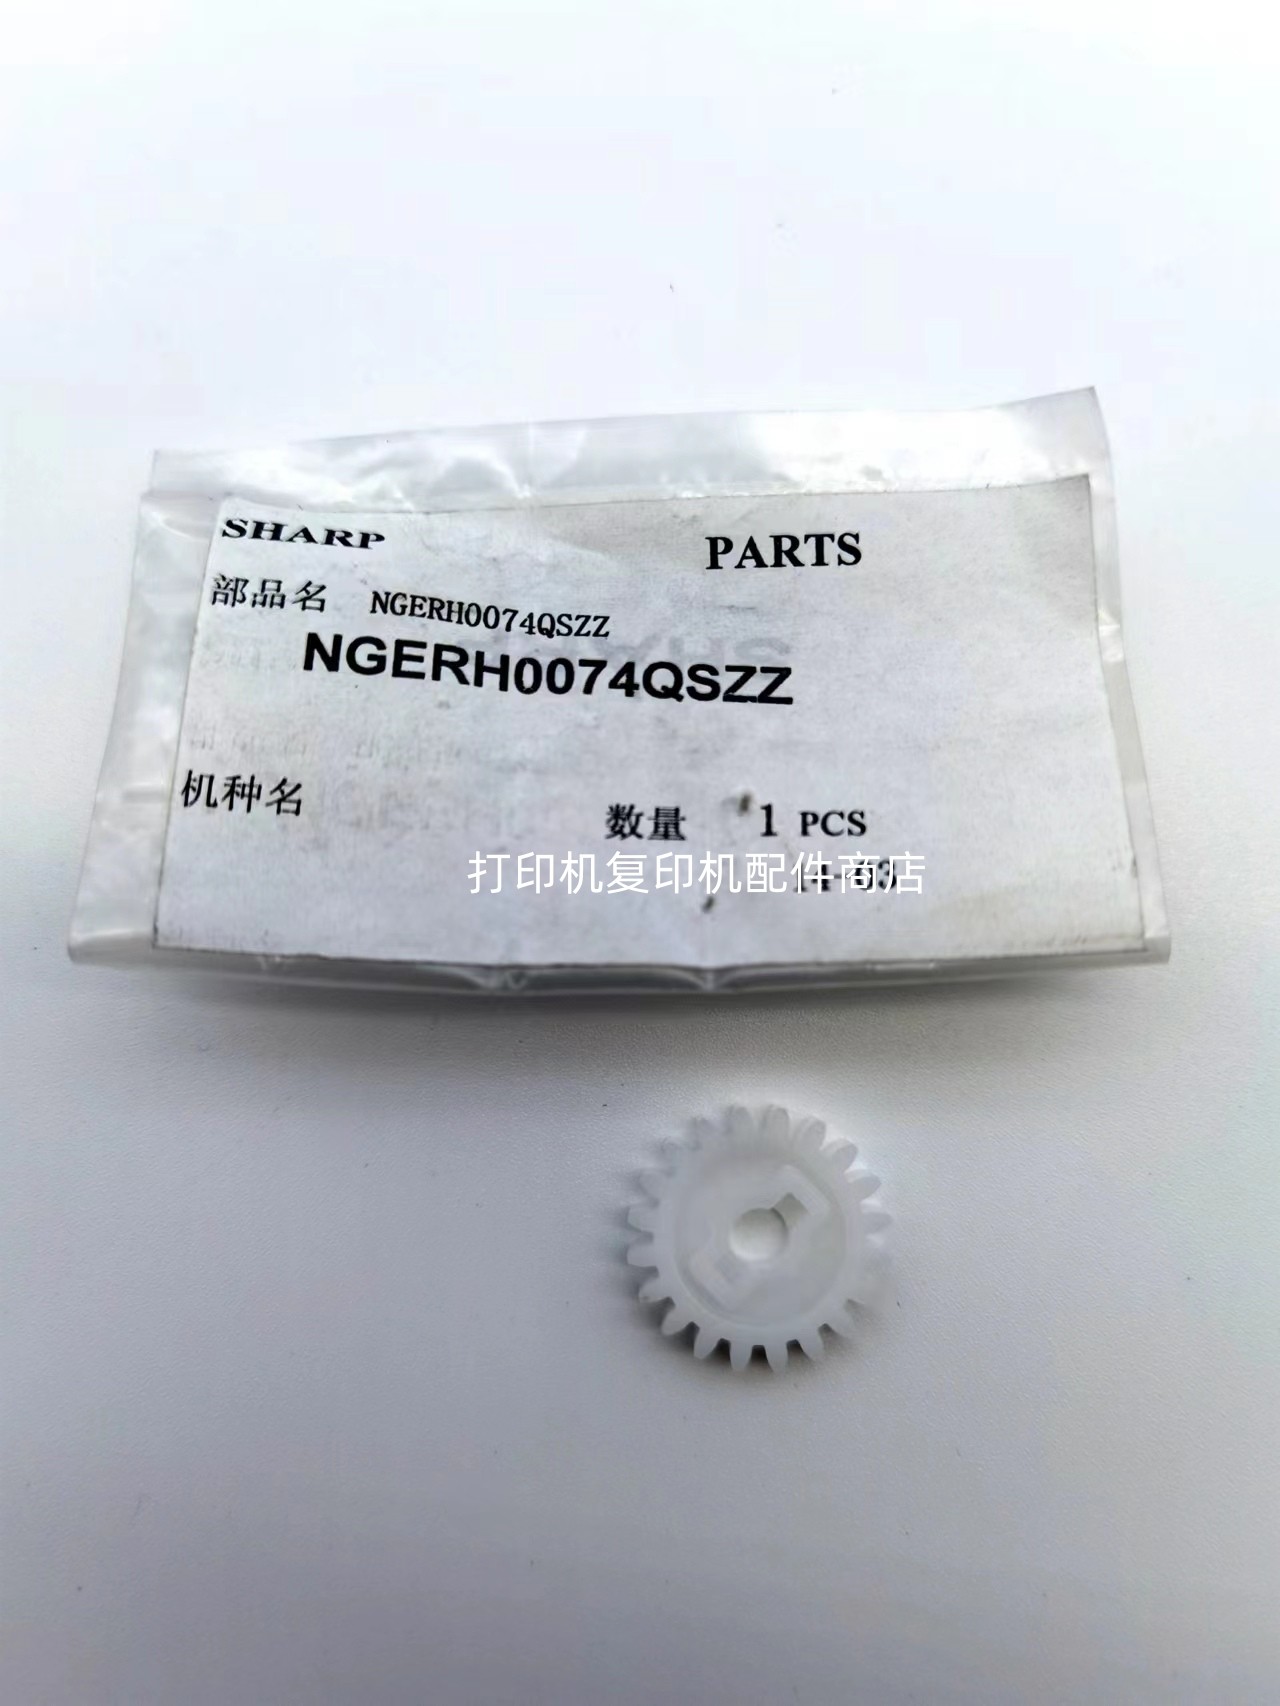 SHARP PARTS
部品名 NGERH0074QSZZ
NGERH0074QSZZ
机种名
数量 1 PCS
打印机复印机配件商店